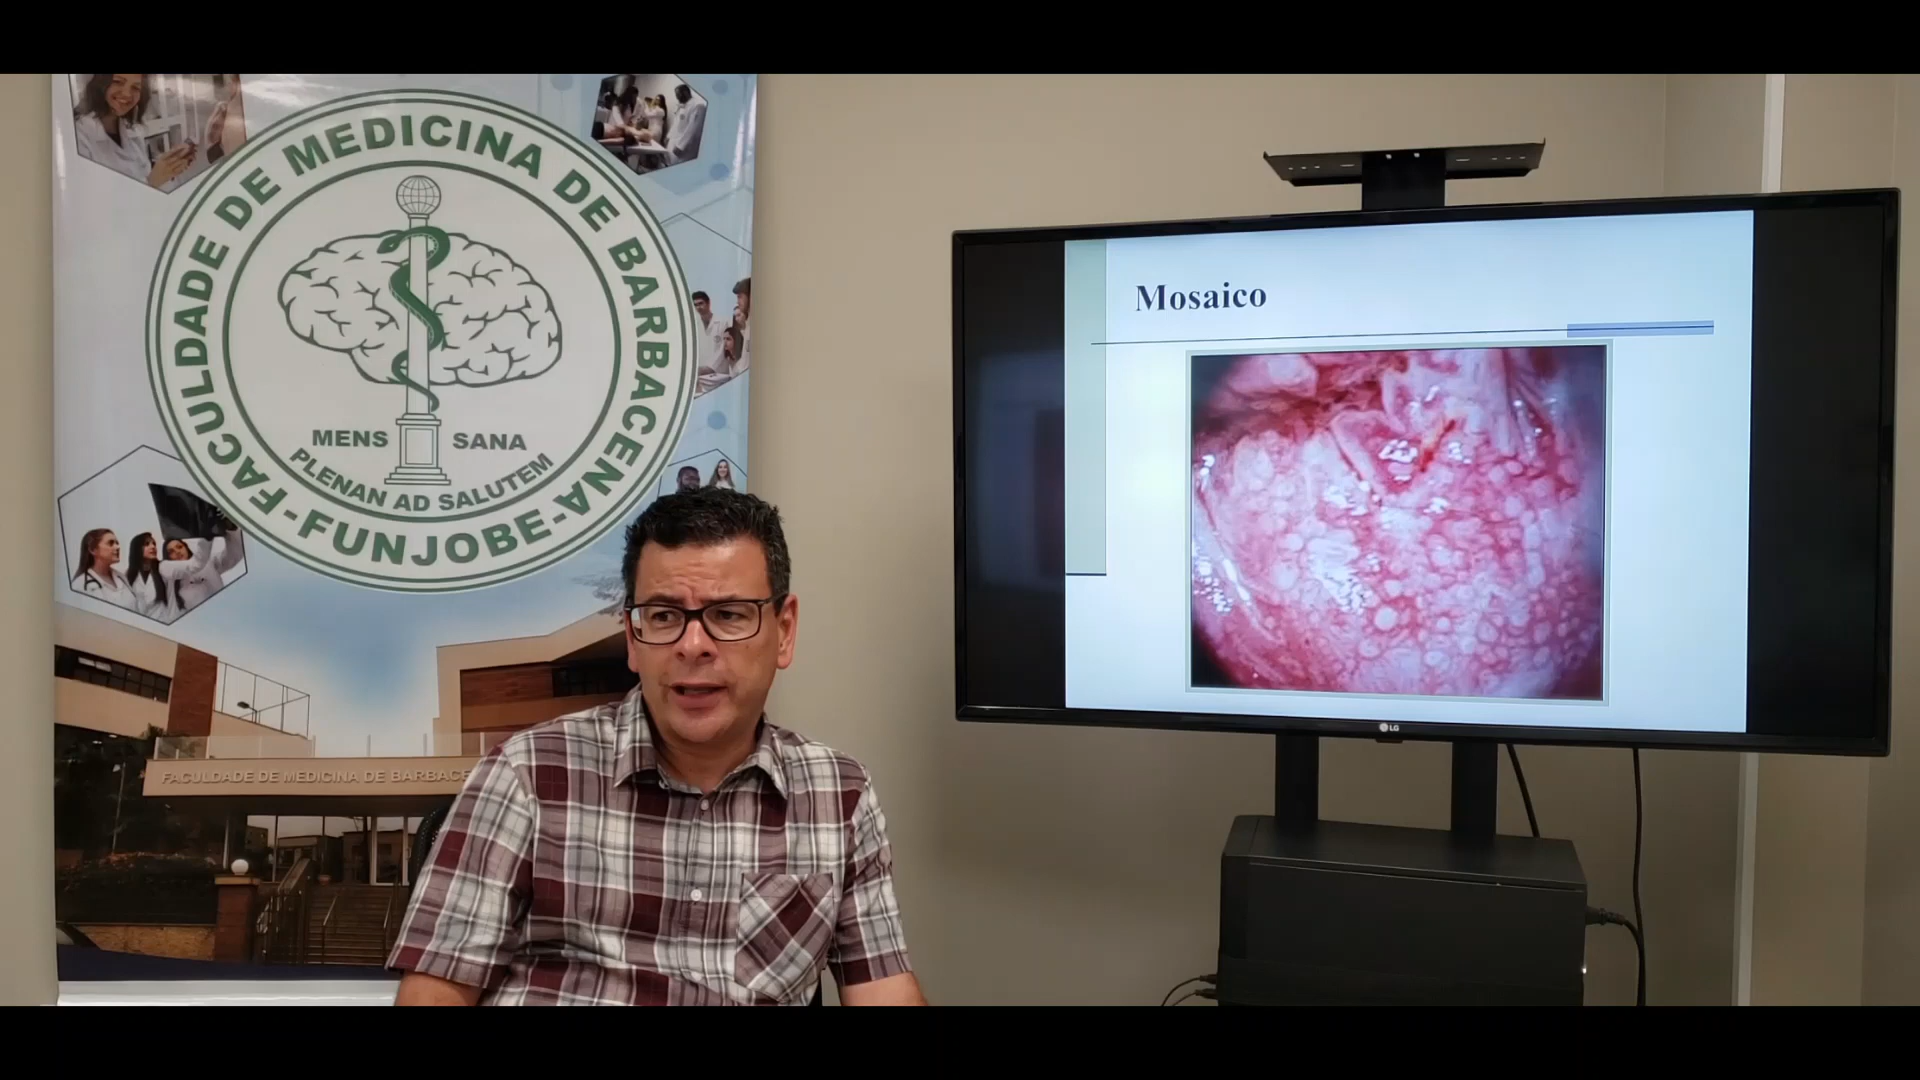 FACULDADE DE MEDICINA DE BARBACENA
-FUNJOBE-
MENS SANA
PLENAN AD SALUTEM
FACULDADE DE MEDICINA DE BARBACE
Mosaico
LG